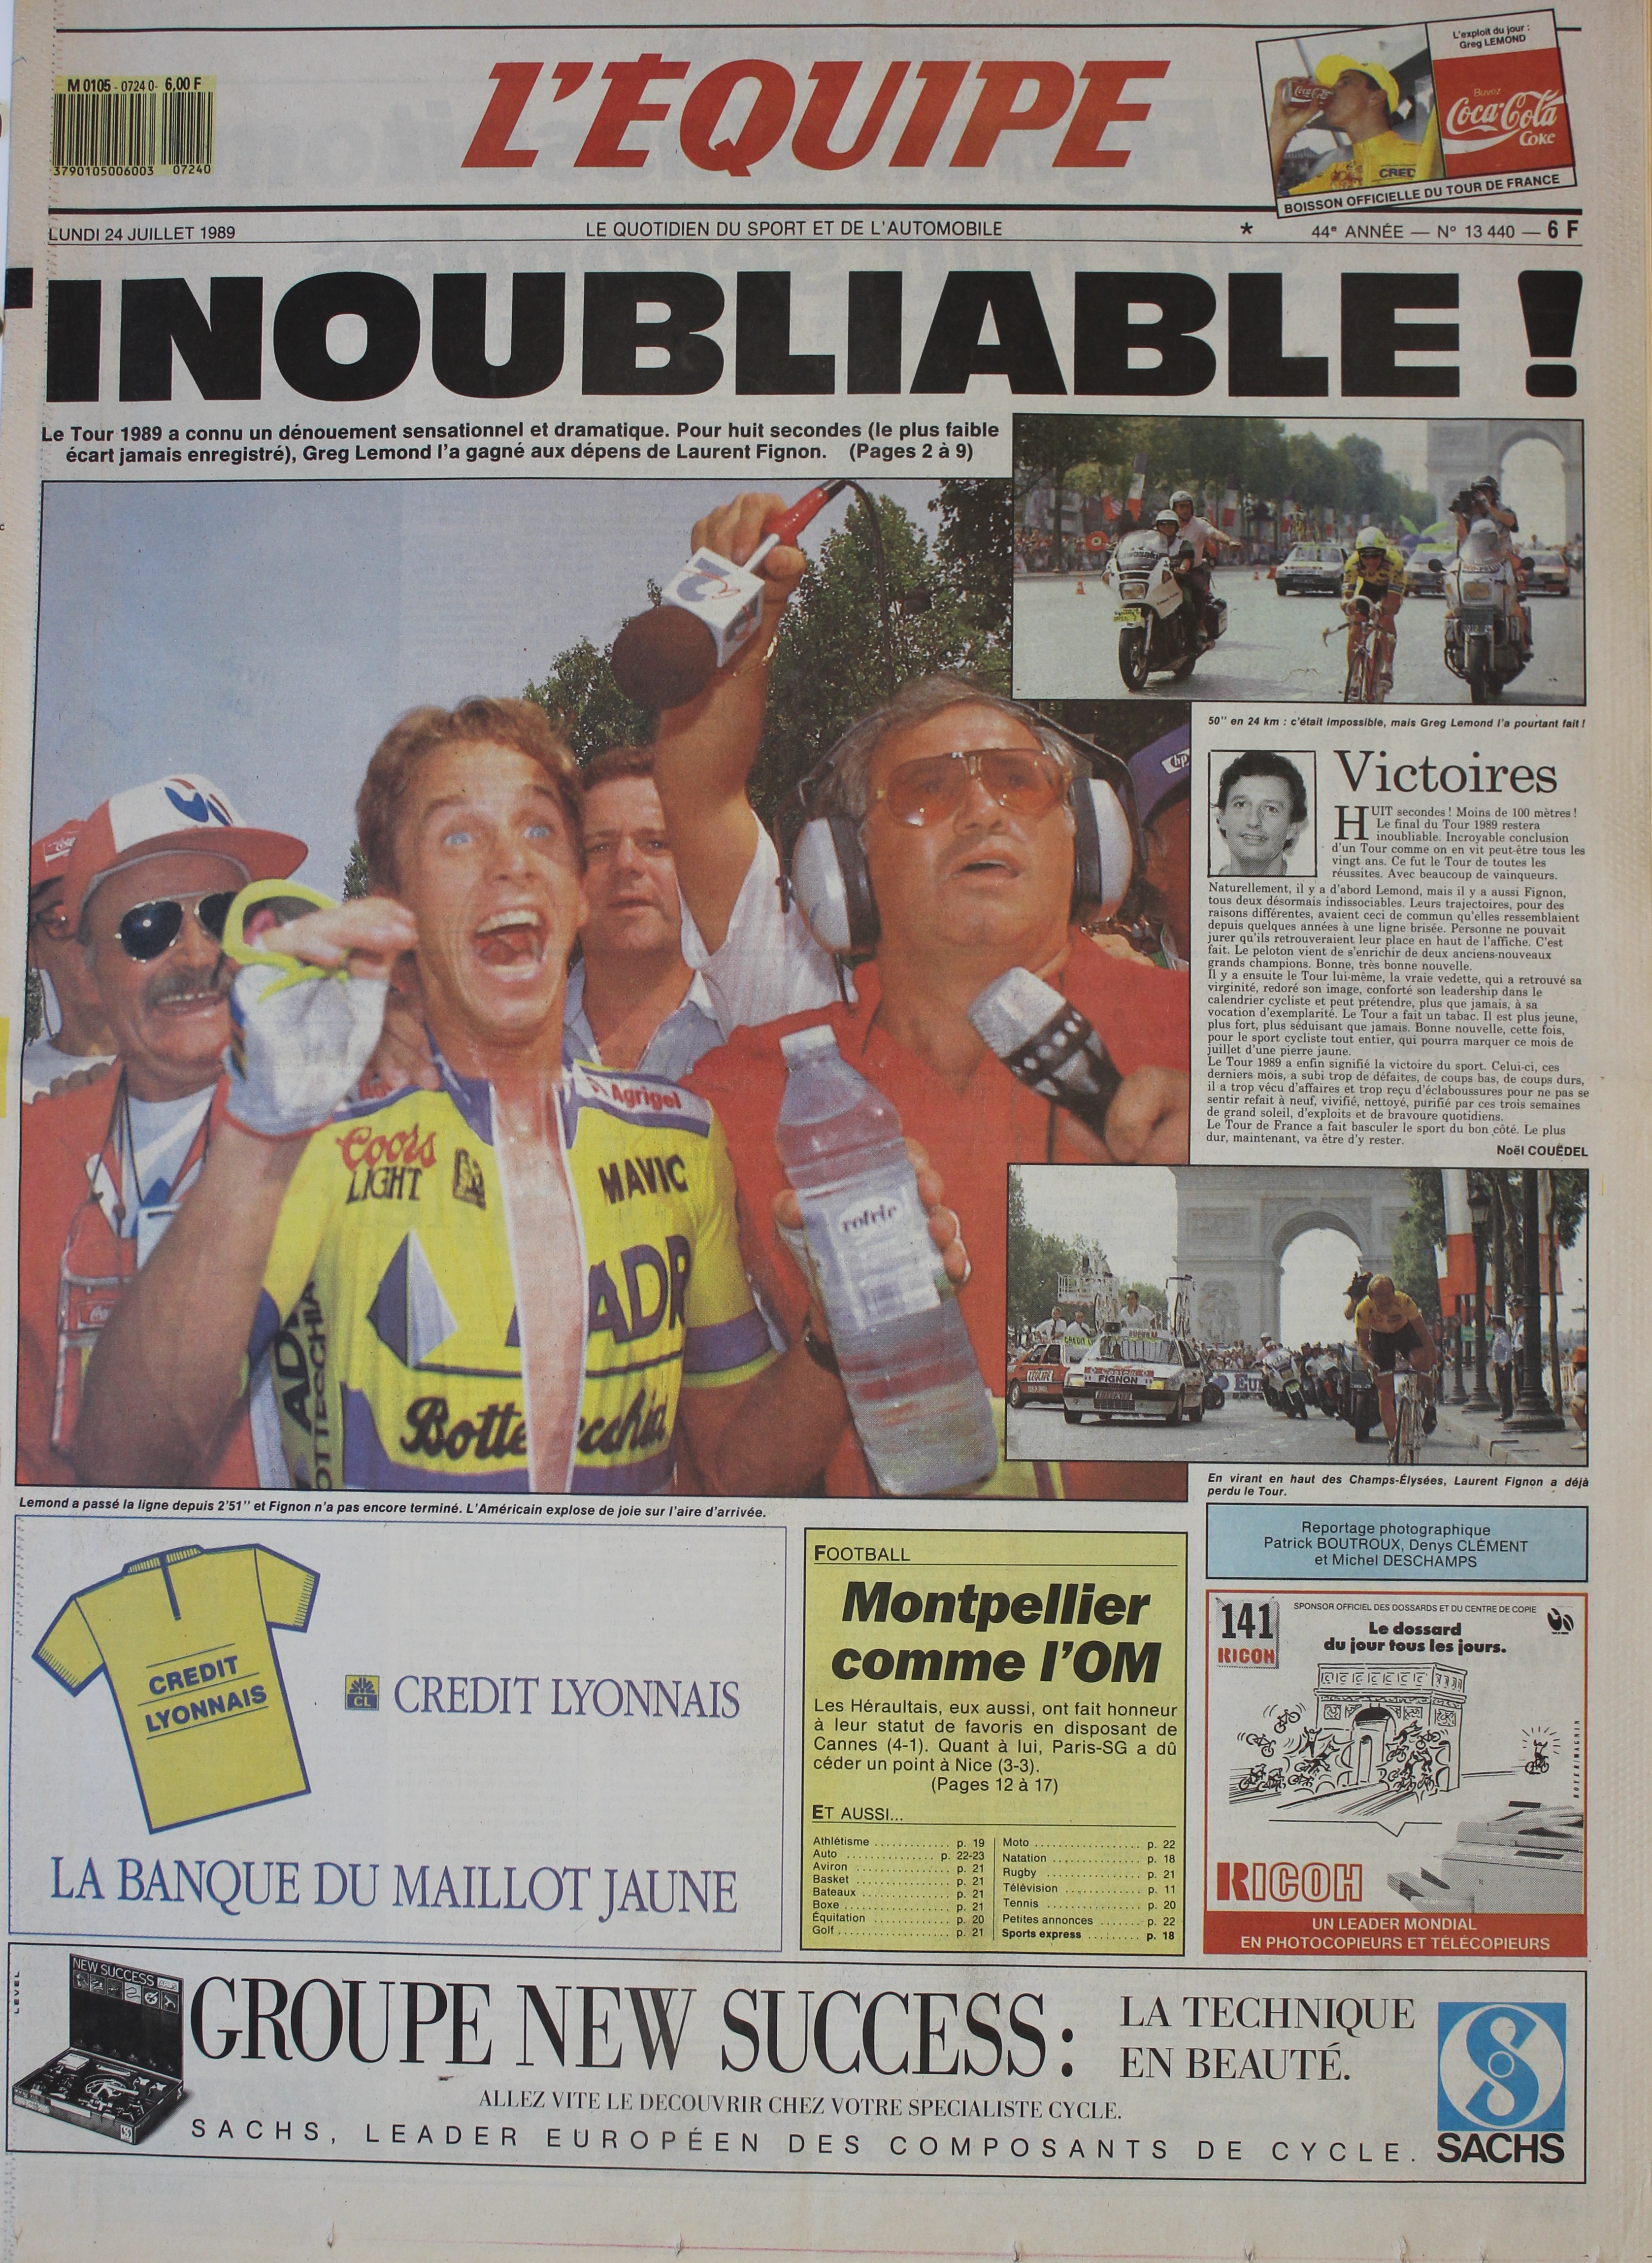 M 0105 - 0724 0- 6,00 F
3790105006003 07240
L'ÉQUIPE
L'exploit du jour :
Greg LEMOND
Buvez
Coca-Cola
Coke
Coca-Cola
CRED
BOISSON OFFICIELLE DU TOUR DE FRANCE
LUNDI 24 JUILLET 1989
LE QUOTIDIEN DU SPORT ET DE L'AUTOMOBILE
* 44e ANNÉE — N° 13 440 — 6 F
INOUBLIABLE !
Le Tour 1989 a connu un dénouement sensationnel et dramatique. Pour huit secondes (le plus faible
écart jamais enregistré), Greg Lemond l'a gagné aux dépens de Laurent Fignon. (Pages 2 à 9)
Kawasaki
50'' en 24 km : c'était impossible, mais Greg Lemond l'a pourtant fait !
Victoires
HUIT secondes ! Moins de 100 mètres !
Le final du Tour 1989 restera
inoubliable. Incroyable conclusion
d'un Tour comme on en vit peut-être tous les
vingt ans. Ce fut le Tour de toutes les
réussites. Avec beaucoup de vainqueurs.
Naturellement, il y a d'abord Lemond, mais il y a aussi Fignon,
tous deux désormais indissociables. Leurs trajectoires, pour des
raisons différentes, avaient ceci de commun qu'elles ressemblaient
depuis quelques années à une ligne brisée. Personne ne pouvait
jurer qu'ils retrouveraient leur place en haut de l'affiche. C'est
fait. Le peloton vient de s'enrichir de deux anciens-nouveaux
grands champions. Bonne, très bonne nouvelle.
Il y a ensuite le Tour lui-même, la vraie vedette, qui a retrouvé sa
virginité, redoré son image, conforté son leadership dans le
calendrier cycliste et peut prétendre, plus que jamais, à sa
vocation d'exemplarité. Le Tour a fait un tabac. Il est plus jeune,
plus fort, plus séduisant que jamais. Bonne nouvelle, cette fois,
pour le sport cycliste tout entier, qui pourra marquer ce mois de
juillet d'une pierre jaune.
Le Tour 1989 a enfin signifié la victoire du sport. Celui-ci, ces
derniers mois, a subi trop de défaites, de coups bas, de coups durs,
il a trop vécu d'affaires et trop reçu d'éclaboussures pour ne pas se
sentir refait à neuf, vivifié, nettoyé, purifié par ces trois semaines
de grand soleil, d'exploits et de bravoure quotidiens.
Le Tour de France a fait basculer le sport du bon côté. Le plus
dur, maintenant, va être d'y rester.
Noël COUËDEL
hp
Agrigel
Coors
LIGHT
MAVIC
ADR
Bottecchia
AD
OTTECCHIA
L'ÉQUIPE
FIGNON
En virant en haut des Champs-Élysées, Laurent Fignon a déjà
perdu le Tour.
Lemond a passé la ligne depuis 2'51'' et Fignon n'a pas encore terminé. L'Américain explose de joie sur l'aire d'arrivée.
Reportage photographique
Patrick BOUTROUX, Denys CLÉMENT
et Michel DESCHAMPS
CREDIT
LYONNAIS
CL
CREDIT LYONNAIS
LA BANQUE DU MAILLOT JAUNE
FOOTBALL
Montpellier
comme l'OM
Les Héraultais, eux aussi, ont fait honneur
à leur statut de favoris en disposant de
Cannes (4-1). Quant à lui, Paris-SG a dû
céder un point à Nice (3-3).
(Pages 12 à 17)
ET AUSSI...
Athlétisme ............ p. 19
Auto .............. p. 22-23
Aviron ............ p. 21
Basket ............ p. 21
Bateaux ............ p. 21
Boxe ............ p. 21
Équitation ............ p. 20
Golf ............ p. 21
Moto ............ p. 22
Natation ............ p. 18
Rugby ............ p. 21
Télévision ............ p. 11
Tennis ............ p. 20
Petites annonces ....... p. 22
Sports express ......... p. 18
141
RICOH
SPONSOR OFFICIEL DES DOSSARDS ET DU CENTRE DE COPIE
Le dossard
du jour tous les jours.
RICOH
UN LEADER MONDIAL
EN PHOTOCOPIEURS ET TÉLÉCOPIEURS
LEVEL
NEW SUCCESS
GROUPE NEW SUCCESS :
LA TECHNIQUE
EN BEAUTÉ.
ALLEZ VITE LE DECOUVRIR CHEZ VOTRE SPECIALISTE CYCLE.
SACHS, LEADER EUROPÉEN DES COMPOSANTS DE CYCLE.
SACHS